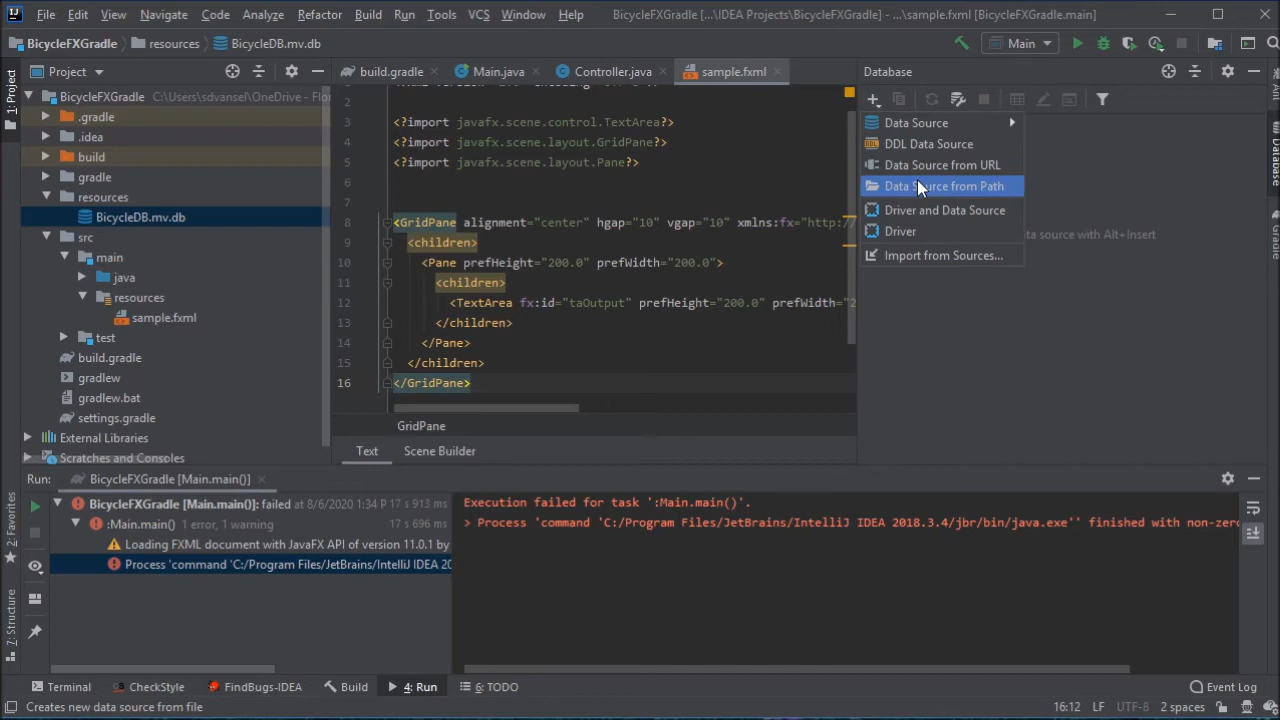 File Edit View Navigate Code Analyze Refactor Build Run Tools VCS Window Help BicycleFXGradle [...\IDEA Projects\BicycleFXGradle] - ...\sample.fxml [BicycleFXGradle.main]
BicycleFXGradle resources BicycleDB.mv.db Main
1: Project
Project
build.gradle Main.java Controller.java sample.fxml
Database
BicycleFXGradle C:\Users\sdvansel\OneDrive - Flo
.gradle
.idea
build
gradle
resources
BicycleDB.mv.db
src
main
java
resources
sample.fxml
test
build.gradle
gradlew
gradlew.bat
settings.gradle
External Libraries
Scratches and Consoles
2
3 <?import javafx.scene.control.TextArea?>
4 <?import javafx.scene.layout.GridPane?>
5 <?import javafx.scene.layout.Pane?>
6
7
8 <GridPane alignment="center" hgap="10" vgap="10" xmlns:fx="http://
9 <children>
10 <Pane prefHeight="200.0" prefWidth="200.0">
11 <children>
12 <TextArea fx:id="taOutput" prefHeight="200.0" prefWidth="2
13 </children>
14 </Pane>
15 </children>
16 </GridPane>
GridPane
Text Scene Builder
Data Source
DDL Data Source
Data Source from URL
Data Source from Path
Driver and Data Source
Driver
Import from Sources...
ta source with Alt+Insert
Ant
Database
Gradle
Run: BicycleFXGradle [Main.main()]
BicycleFXGradle [Main.main()]: failed at 8/6/2020 1:34 P 17 s 913 ms
:Main.main() 1 error, 1 warning 17 s 696 ms
Loading FXML document with JavaFX API of version 11.0.1 by
Process 'command 'C:/Program Files/JetBrains/IntelliJ IDEA 20
Execution failed for task ':Main.main()'.
> Process 'command 'C:/Program Files/JetBrains/IntelliJ IDEA 2018.3.4/jbr/bin/java.exe'' finished with non-zero
2: Favorites
7: Structure
Terminal CheckStyle FindBugs-IDEA Build 4: Run 6: TODO Event Log
Creates new data source from file 16:12 LF UTF-8 2 spaces